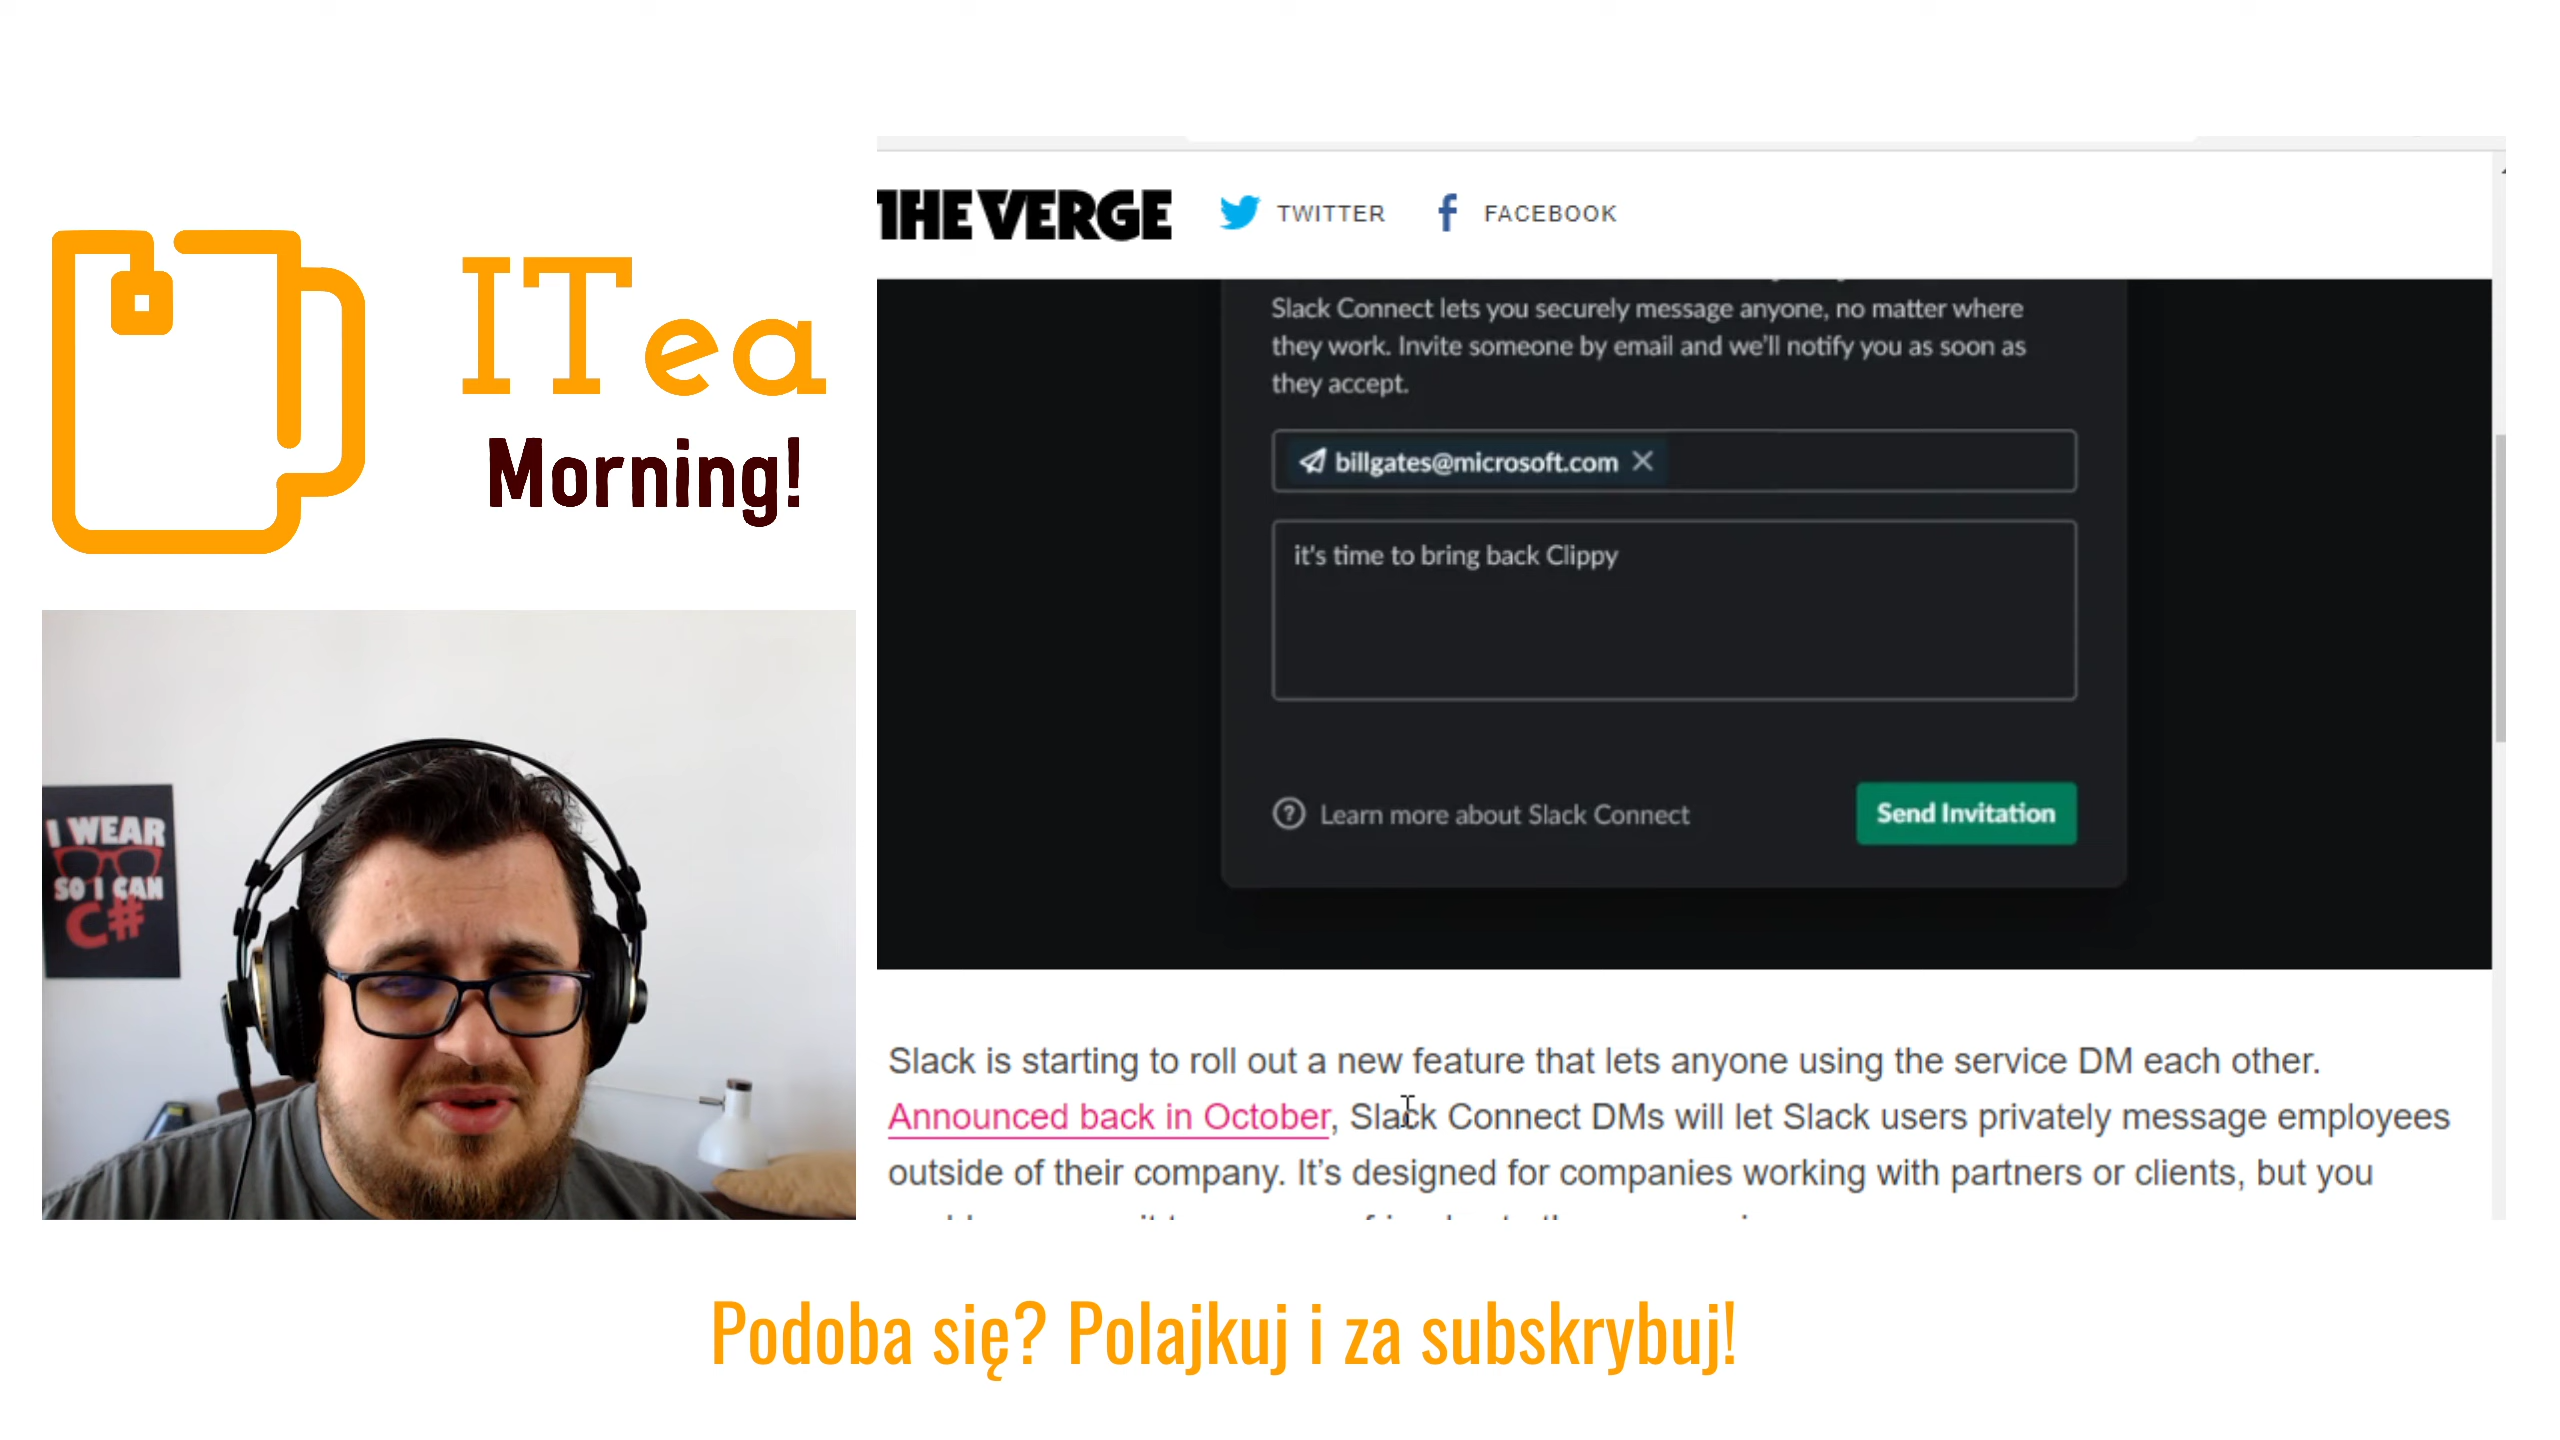 ITea
Morning!
I WEAR
SO I CAN
C#
THE VERGE
TWITTER
FACEBOOK
Slack Connect lets you securely message anyone, no matter where
they work. Invite someone by email and we'll notify you as soon as
they accept.
billgates@microsoft.com
it's time to bring back Clippy
Learn more about Slack Connect
Send Invitation
Slack is starting to roll out a new feature that lets anyone using the service DM each other.
Announced back in October, Slack Connect DMs will let Slack users privately message employees
outside of their company. It’s designed for companies working with partners or clients, but you
Podoba się? Polajkuj i za subskrybuj!